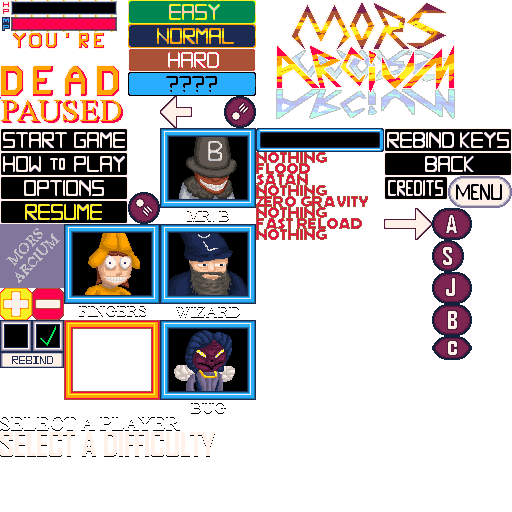 HP
MP
YOU'RE
DEAD
PAUSED
EASY
NORMAL
HARD
????
MORS
ARCIUM
START GAME
HOW TO PLAY
OPTIONS
RESUME
B
MR. B
NOTHING
FLOOD
SATAN
NOTHING
ZERO GRAVITY
NOTHING
FAST RELOAD
NOTHING
REBIND KEYS
BACK
CREDITS
MENU
MORS
ARCIUM
FINGERS
WIZARD
A
S
J
B
C
REBIND
BUG
SELECT A PLAYER
SELECT A DIFFICULTY